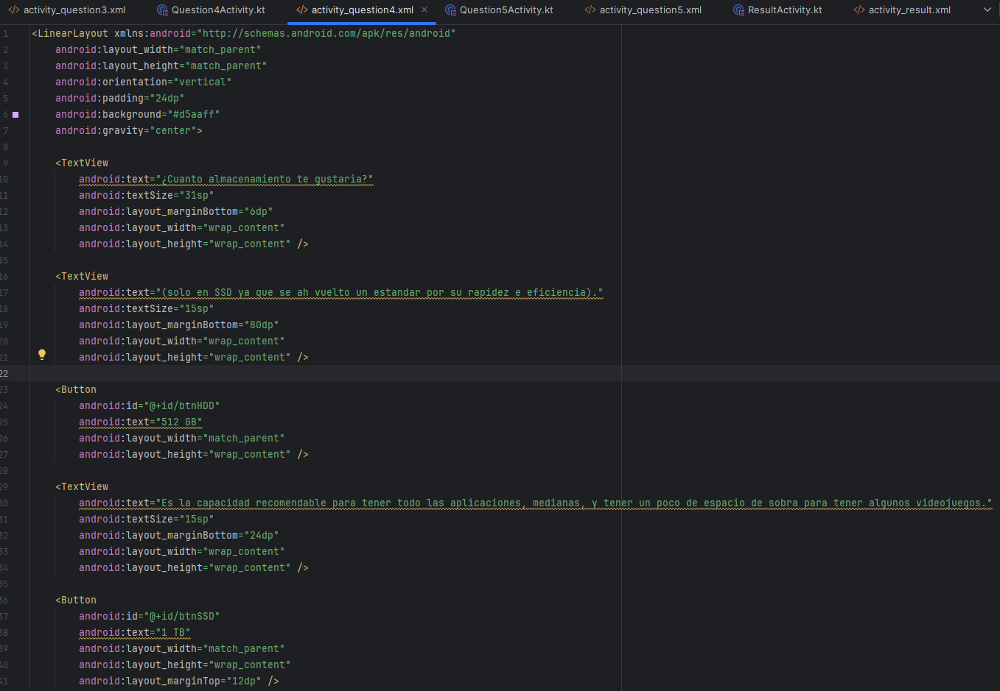 activity_question3.xml Question4Activity.kt activity_question4.xml Question5Activity.kt activity_question5.xml ResultActivity.kt activity_result.xml
1 <LinearLayout xmlns:android="http://schemas.android.com/apk/res/android"
2 android:layout_width="match_parent"
3 android:layout_height="match_parent"
4 android:orientation="vertical"
5 android:padding="24dp"
6 android:background="#d5aaff"
7 android:gravity="center">
8
9 <TextView
10 android:text="¿Cuanto almacenamiento te gustaria?"
11 android:textSize="31sp"
12 android:layout_marginBottom="6dp"
13 android:layout_width="wrap_content"
14 android:layout_height="wrap_content" />
15
16 <TextView
17 android:text="(solo en SSD ya que se ah vuelto un estandar por su rapidez e eficiencia)."
18 android:textSize="15sp"
19 android:layout_marginBottom="80dp"
20 android:layout_width="wrap_content"
21 android:layout_height="wrap_content" />
22
23 <Button
24 android:id="@+id/btnHDD"
25 android:text="512 GB"
26 android:layout_width="match_parent"
27 android:layout_height="wrap_content" />
28
29 <TextView
30 android:text="Es la capacidad recomendable para tener todo las aplicaciones, medianas, y tener un poco de espacio de sobra para tener algunos videojuegos."
31 android:textSize="15sp"
32 android:layout_marginBottom="24dp"
33 android:layout_width="wrap_content"
34 android:layout_height="wrap_content" />
35
36 <Button
37 android:id="@+id/btnSSD"
38 android:text="1 TB"
39 android:layout_width="match_parent"
40 android:layout_height="wrap_content"
41 android:layout_marginTop="12dp" />